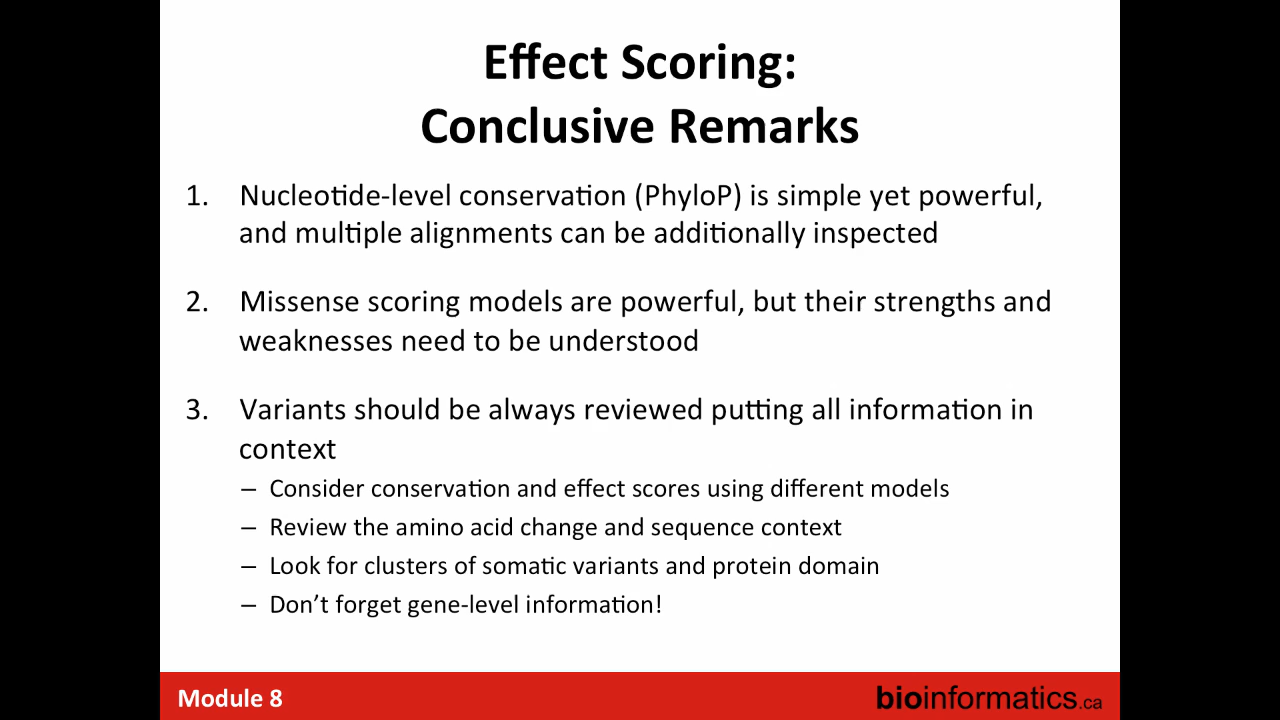 Effect Scoring:
Conclusive Remarks
1. Nucleotide-level conservation (PhyloP) is simple yet powerful,
and multiple alignments can be additionally inspected
2. Missense scoring models are powerful, but their strengths and
weaknesses need to be understood
3. Variants should be always reviewed putting all information in
context
– Consider conservation and effect scores using different models
– Review the amino acid change and sequence context
– Look for clusters of somatic variants and protein domain
– Don’t forget gene-level information!
Module 8
bioinformatics.ca